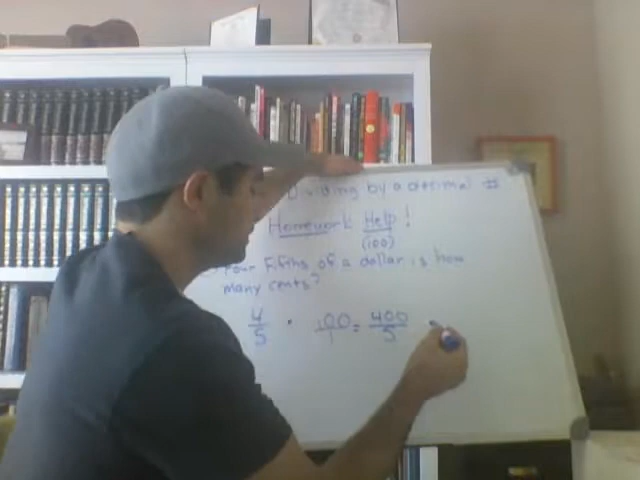 Dividing by a decimal #
Homework Help!
(100)
Four Fifths of a dollar is how
many cents?
4/5 · 100/1 = 400/5